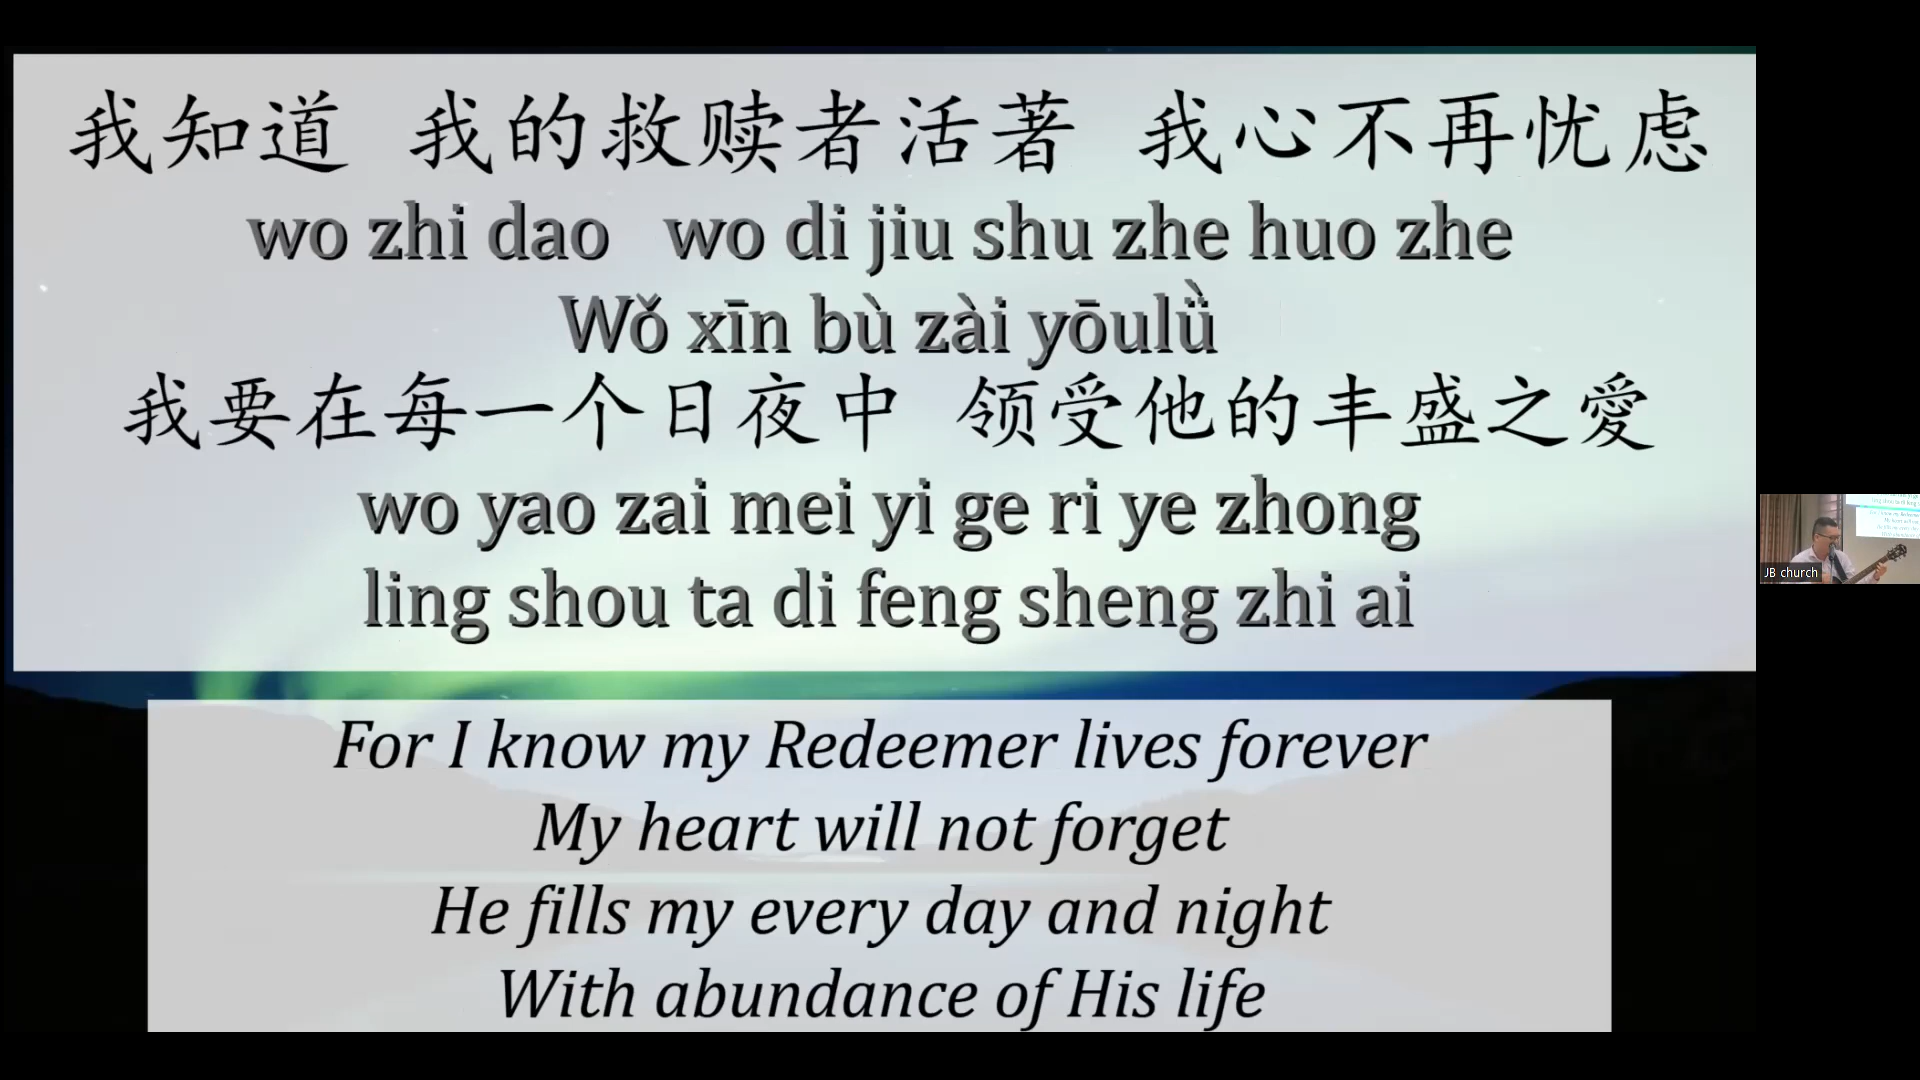 我知道 我的救赎者活著 我心不再忧虑
wo zhi dao wo di jiu shu zhe huo zhe
Wǒ xīn bù zài yōulǜ
我要在每一个日夜中 领受他的丰盛之愛
wo yao zai mei yi ge ri ye zhong
ling shou ta di feng sheng zhi ai
For I know my Redeemer lives forever
My heart will not forget
He fills my every day and night
With abundance of His life
JB church